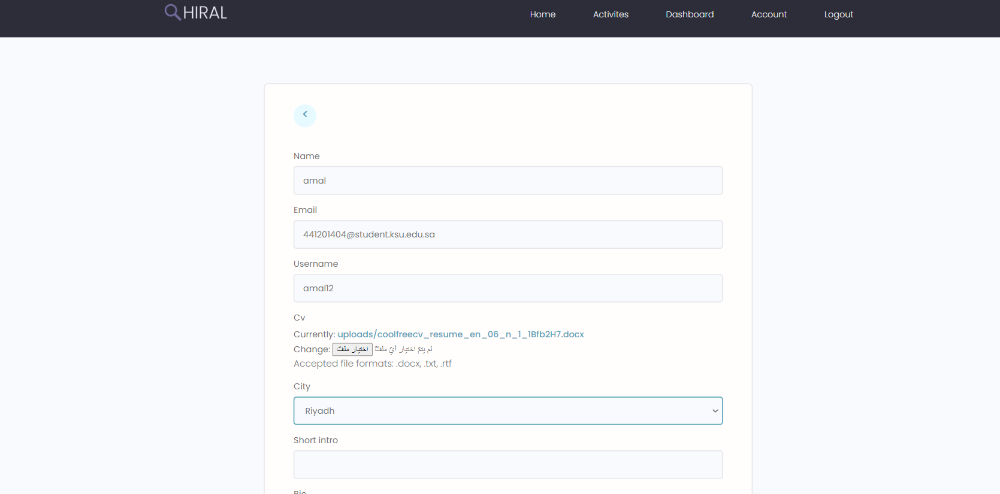 HIRAL
Home Activites Dashboard Account Logout
<
Name
amal
Email
441201404@student.ksu.edu.sa
Username
amal12
Cv
Currently: uploads/coolfreecv_resume_en_06_n_1_1Bfb2H7.docx
Change: اختيار ملفّ لم يتمّ اختيار أيّ ملفّ
Accepted file formats: .docx, .txt, .rtf
City
Riyadh
Short intro
Bio